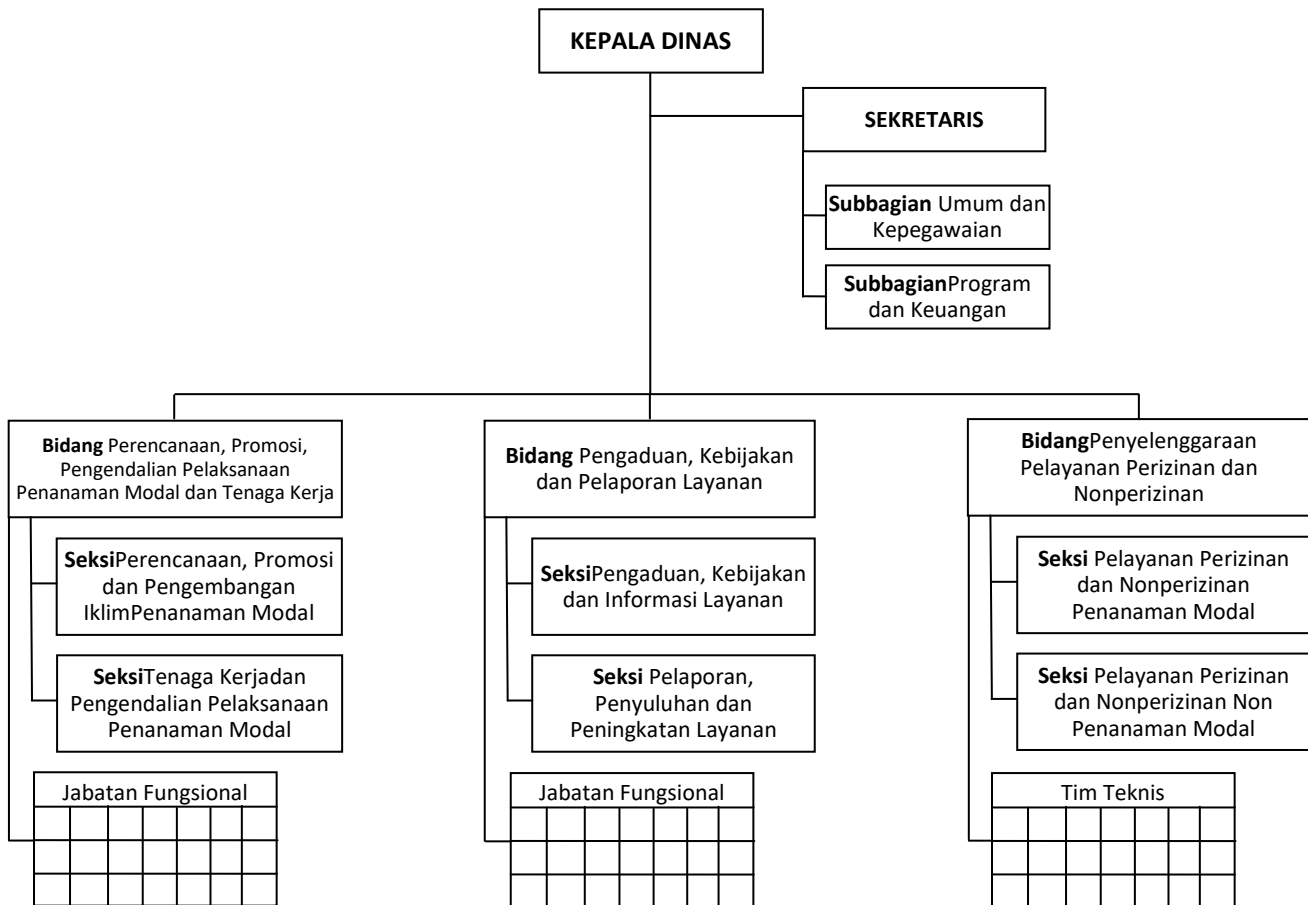 KEPALA DINAS
SEKRETARIS
Subbagian Umum dan
Kepegawaian
SubbagianProgram
dan Keuangan
Bidang Perencanaan, Promosi,
Pengendalian Pelaksanaan
Penanaman Modal dan Tenaga Kerja
SeksiPerencanaan, Promosi
dan Pengembangan
IklimPenanaman Modal
SeksiTenaga Kerjadan
Pengendalian Pelaksanaan
Penanaman Modal
Jabatan Fungsional
Bidang Pengaduan, Kebijakan
dan Pelaporan Layanan
SeksiPengaduan, Kebijakan
dan Informasi Layanan
Seksi Pelaporan,
Penyuluhan dan
Peningkatan Layanan
Jabatan Fungsional
BidangPenyelenggaraan
Pelayanan Perizinan dan
Nonperizinan
Seksi Pelayanan Perizinan
dan Nonperizinan
Penanaman Modal
Seksi Pelayanan Perizinan
dan Nonperizinan Non
Penanaman Modal
Tim Teknis